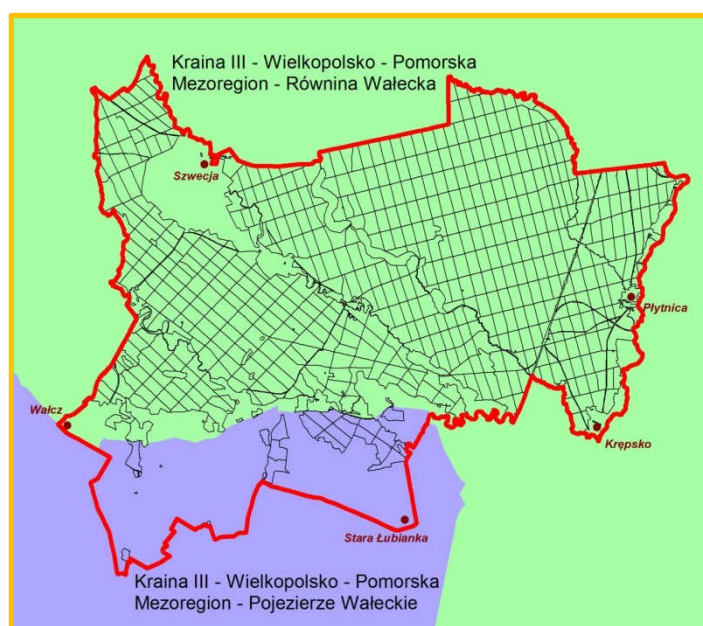 Kraina III - Wielkopolsko - Pomorska
Mezoregion - Równina Wałecka
Szwecja
Płytnica
Wałcz
Krępsko
Stara Łubianka
Kraina III - Wielkopolsko - Pomorska
Mezoregion - Pojezierze Wałeckie